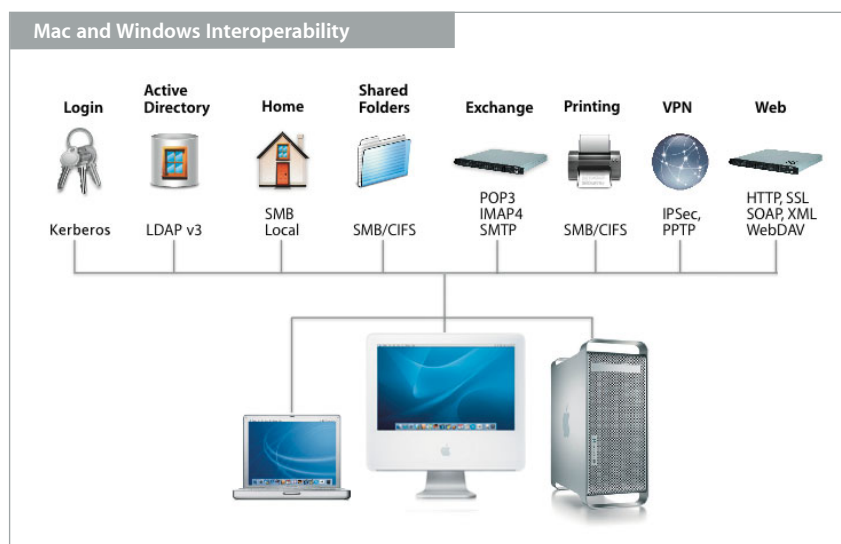 Mac and Windows Interoperability
Login
Active
Directory
Home
Shared
Folders
Exchange
Printing
VPN
Web
Kerberos
LDAP v3
SMB
Local
SMB/CIFS
POP3
IMAP4
SMTP
SMB/CIFS
IPSec,
PPTP
HTTP, SSL
SOAP, XML
WebDAV